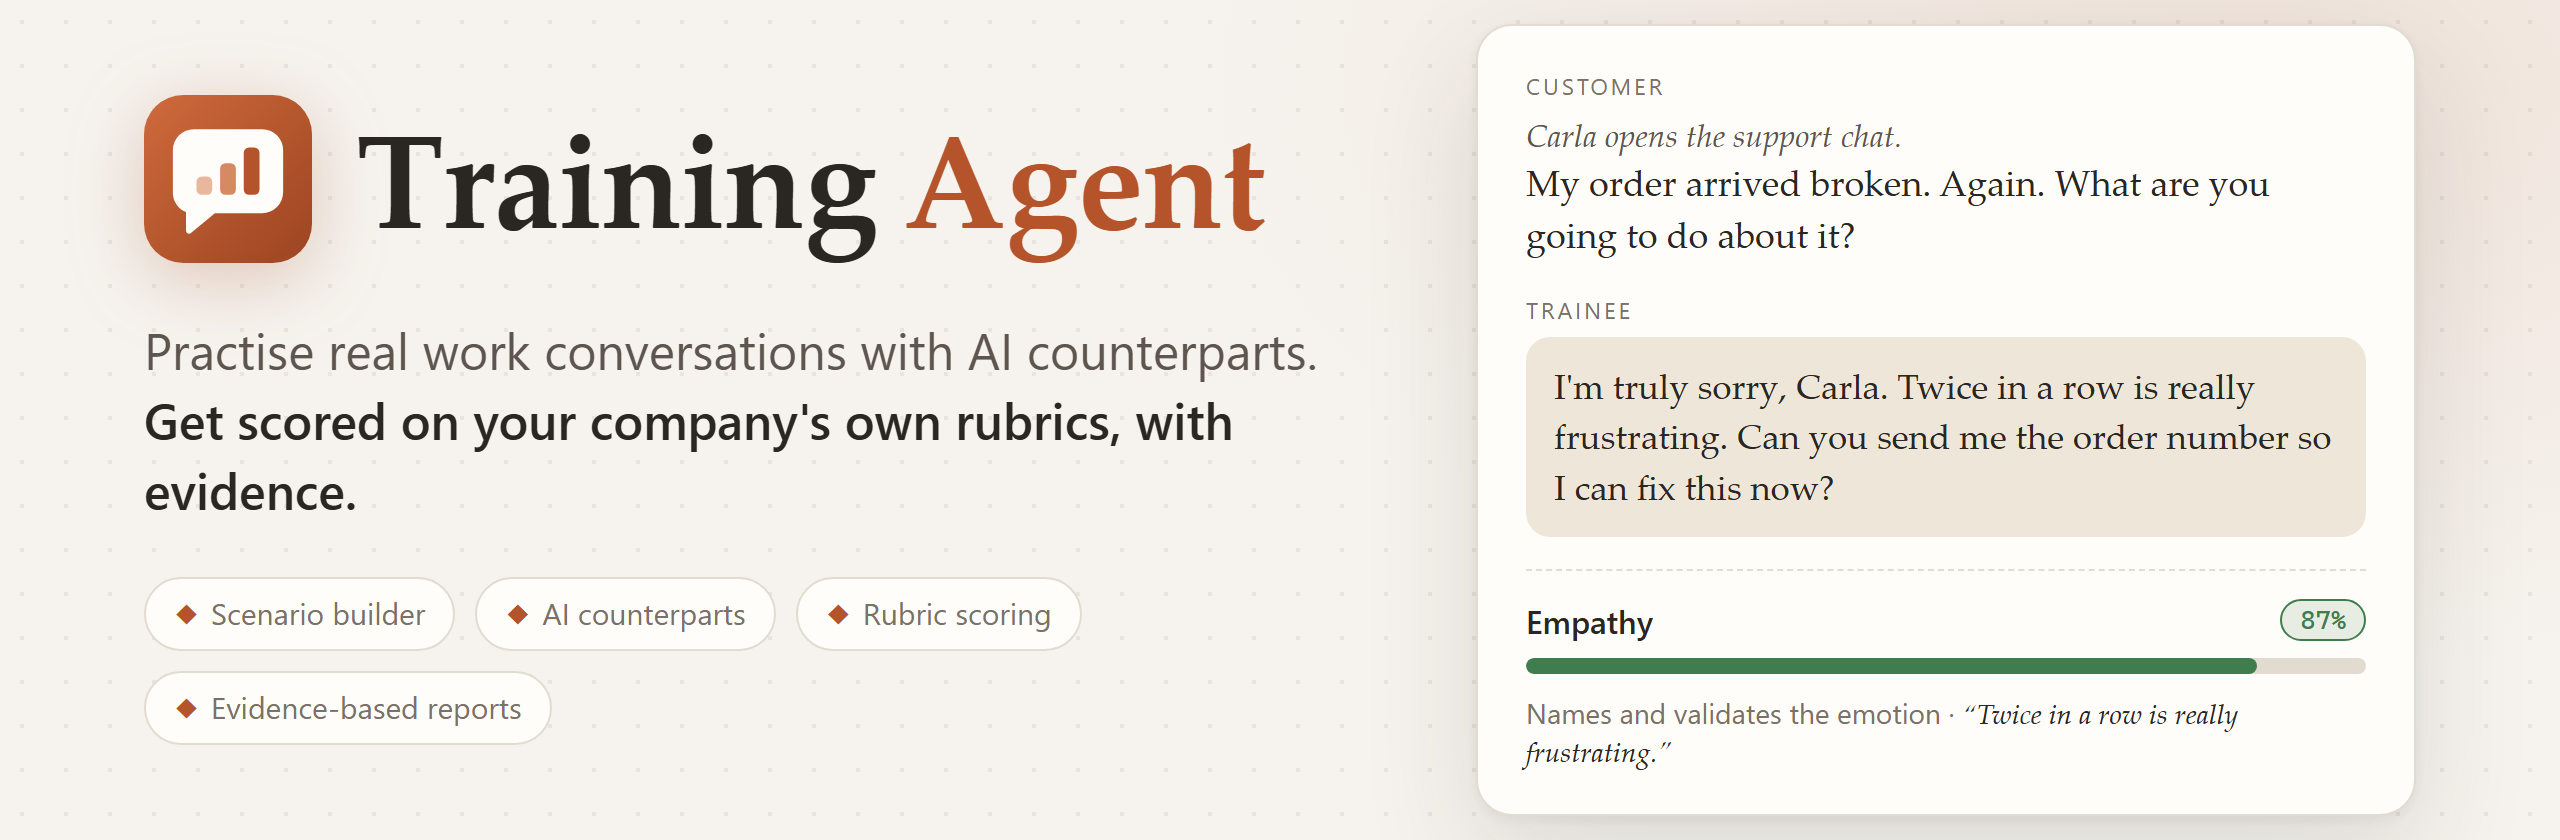 Training Agent
Practise real work conversations with AI counterparts.
Get scored on your company's own rubrics, with
evidence.
Scenario builder
AI counterparts
Rubric scoring
Evidence-based reports
CUSTOMER
Carla opens the support chat.
My order arrived broken. Again. What are you
going to do about it?
TRAINEE
I'm truly sorry, Carla. Twice in a row is really
frustrating. Can you send me the order number so
I can fix this now?
Empathy
87%
Names and validates the emotion · “Twice in a row is really
frustrating.”